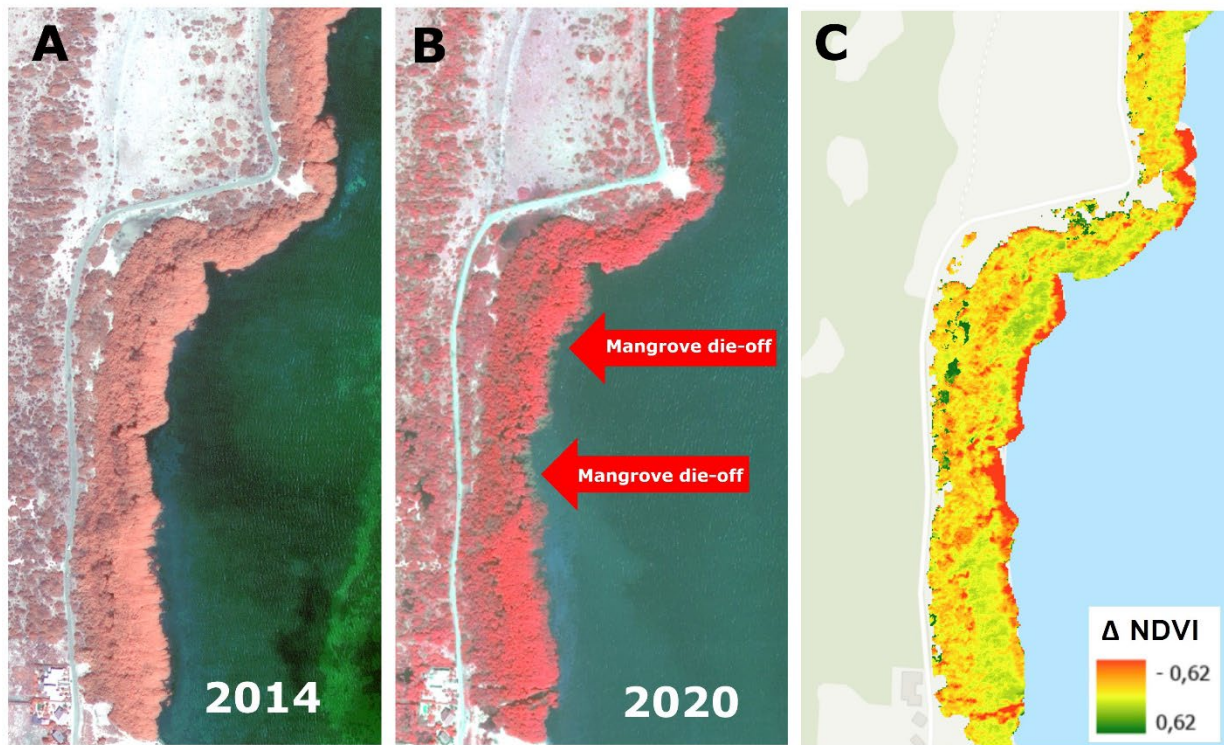 A
B
C
Mangrove die-off
Mangrove die-off
Δ NDVI
- 0,62
0,62
2014
2020